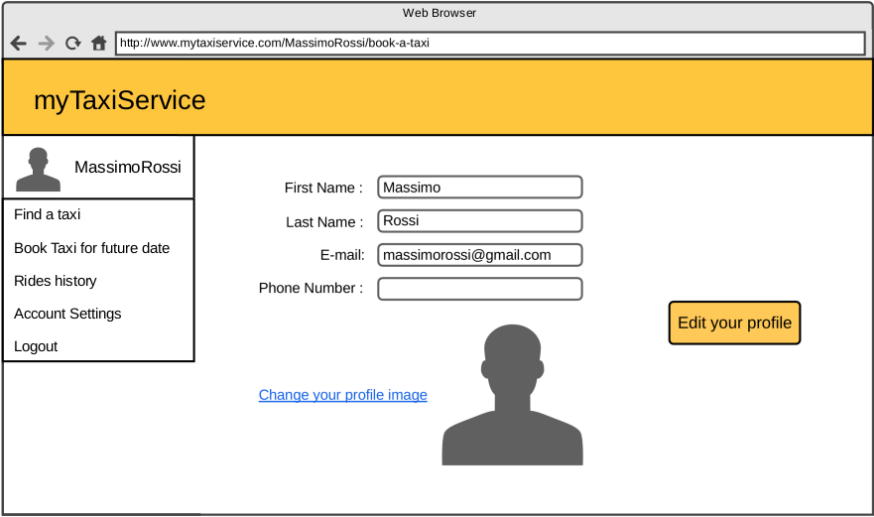 Web Browser
http://www.mytaxiservice.com/MassimoRossi/book-a-taxi
myTaxiService
MassimoRossi
Find a taxi
Book Taxi for future date
Rides history
Account Settings
Logout
First Name : Massimo
Last Name : Rossi
E-mail: massimorossi@gmail.com
Phone Number :
Edit your profile
Change your profile image